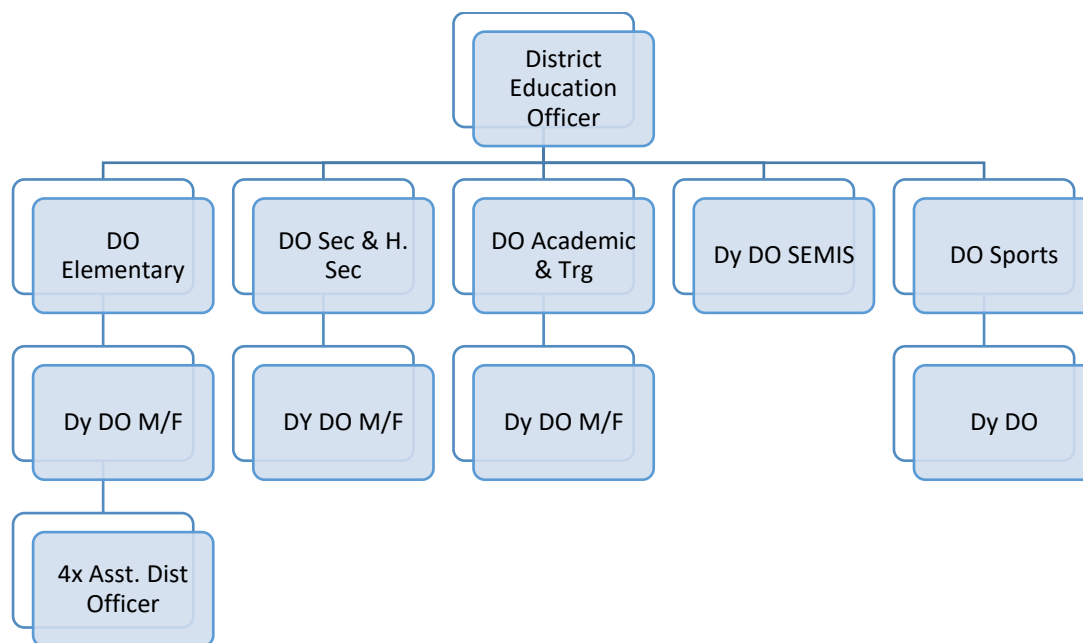 District
Education
Officer
DO
Elementary
DO Sec & H.
Sec
DO Academic
& Trg
Dy DO SEMIS
DO Sports
Dy DO M/F
DY DO M/F
Dy DO M/F
Dy DO
4x Asst. Dist
Officer